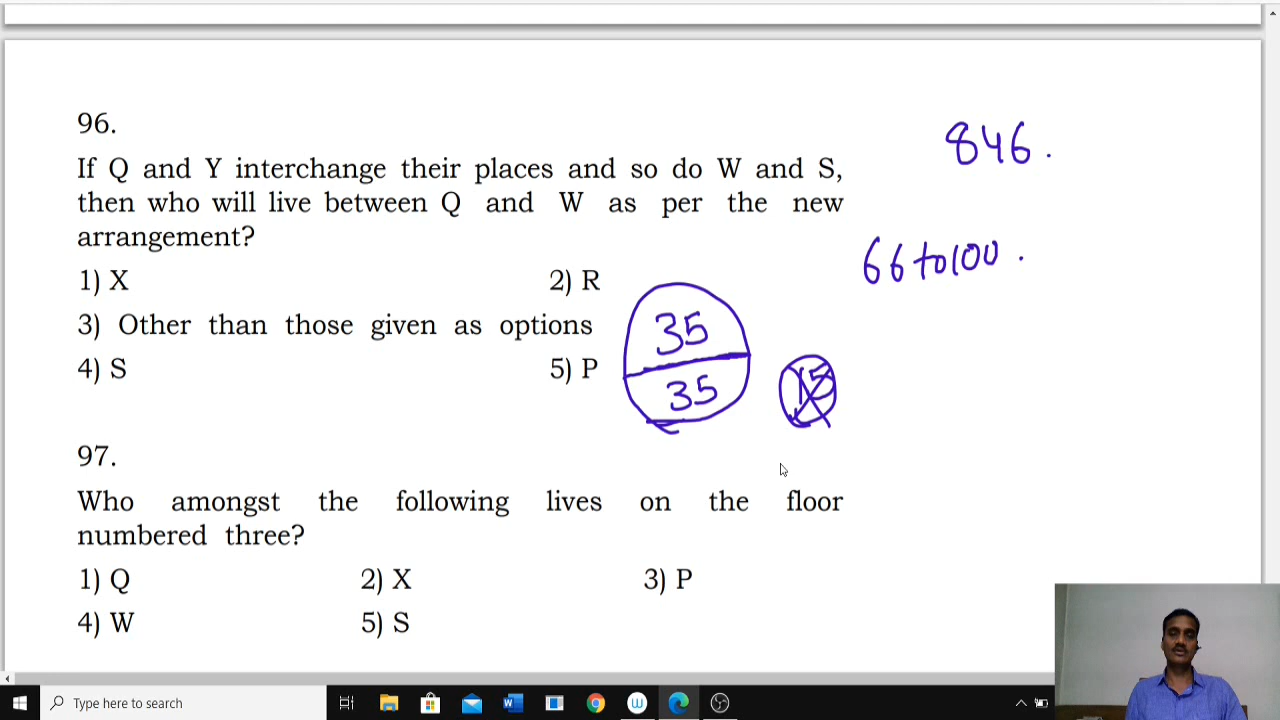 96.
846.
If Q and Y interchange their places and so do W and S,
then who will live between Q and W as per the new
arrangement?
66 to 100.
1) X 2) R
3) Other than those given as options
35
4) S 5) P
35
15
97.
Who amongst the following lives on the floor
numbered three?
1) Q 2) X 3) P
4) W 5) S
Type here to search